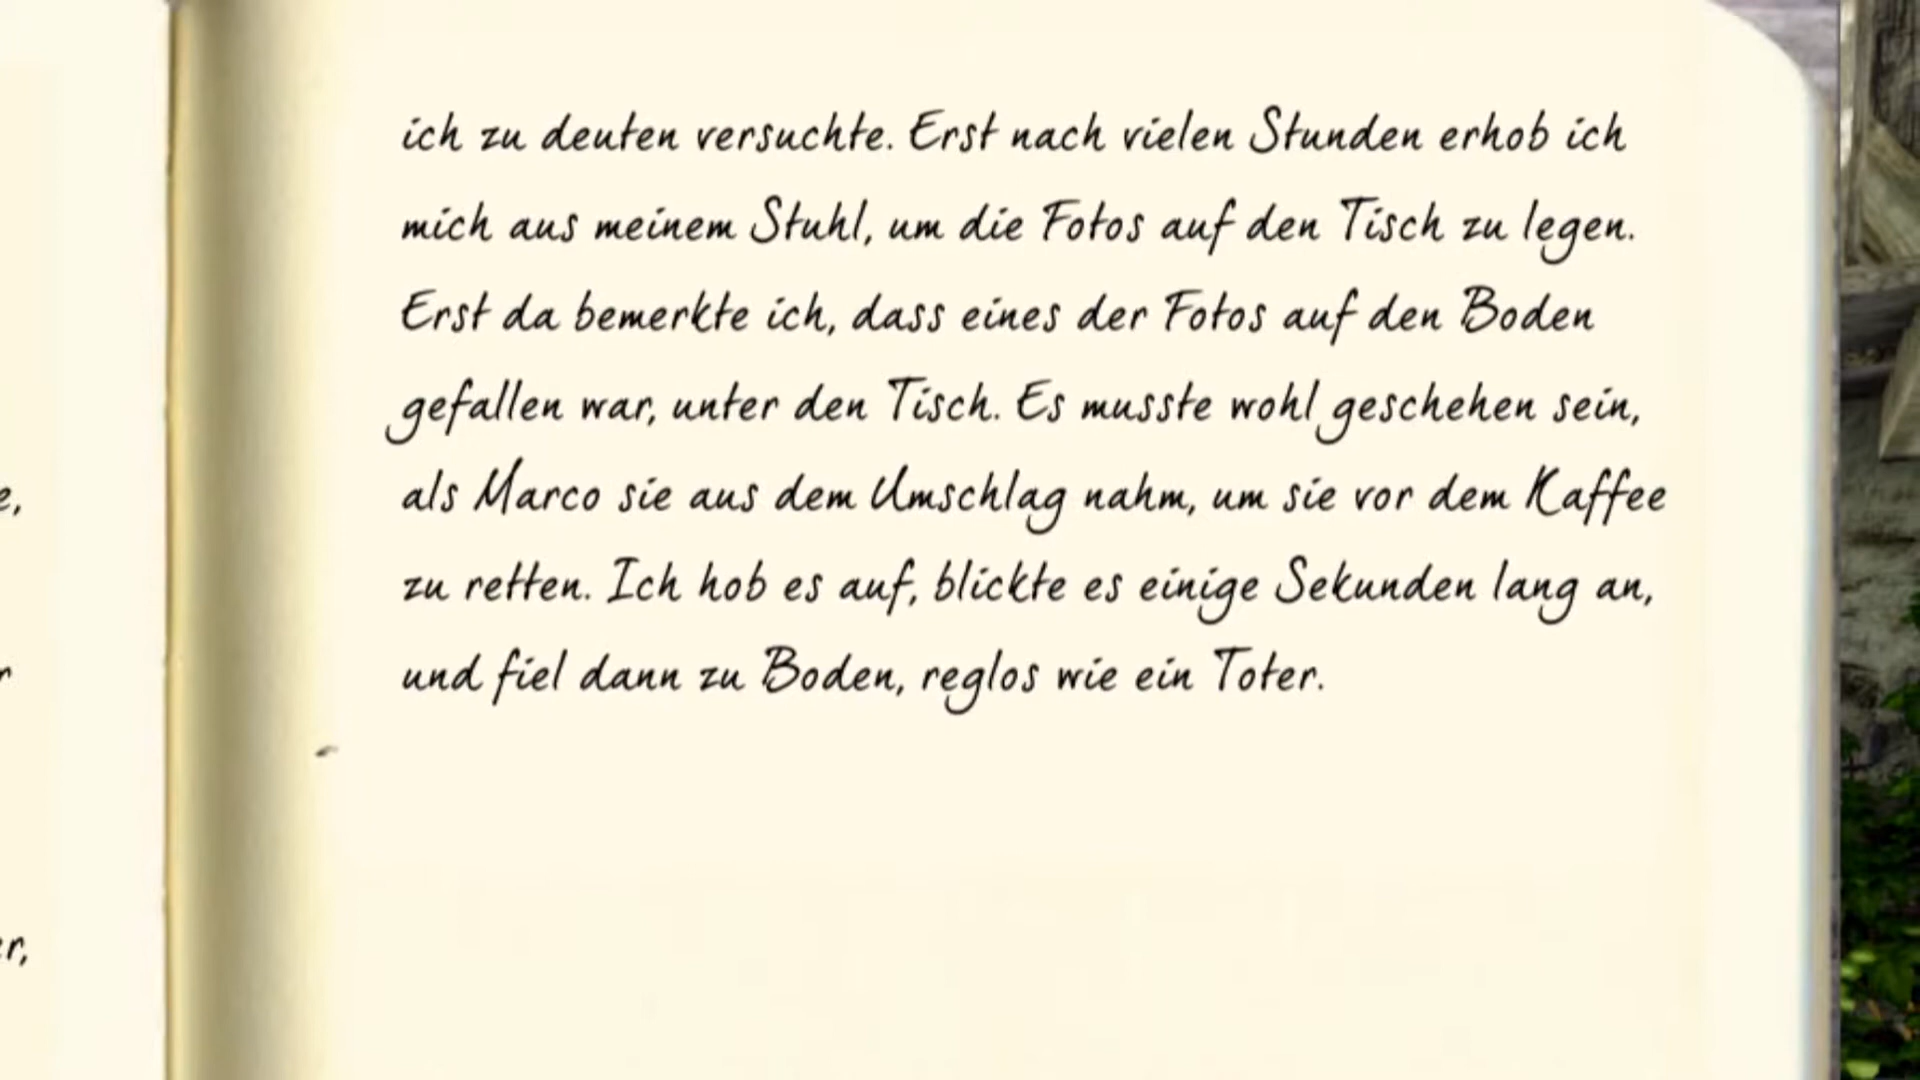 ich zu deuten versuchte. Erst nach vielen Stunden erhob ich
mich aus meinem Stuhl, um die Fotos auf den Tisch zu legen.
Erst da bemerkte ich, dass eines der Fotos auf den Boden
gefallen war, unter den Tisch. Es musste wohl geschehen sein,
als Marco sie aus dem Umschlag nahm, um sie vor dem Kaffee
zu retten. Ich hob es auf, blickte es einige Sekunden lang an,
und fiel dann zu Boden, reglos wie ein Toter.